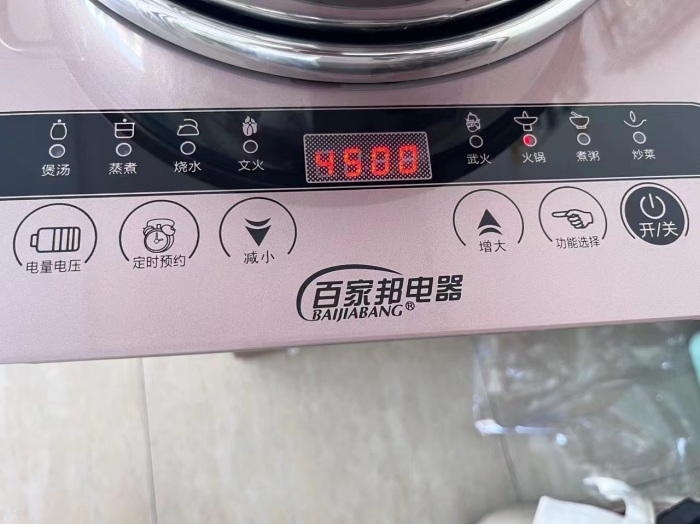 煲汤 蒸煮 烧水 文火 4500 武火 火锅 煮粥 炒菜
电量电压 定时预约 减小 增大 功能选择 开/关
百家邦电器
BAIJIABANG®